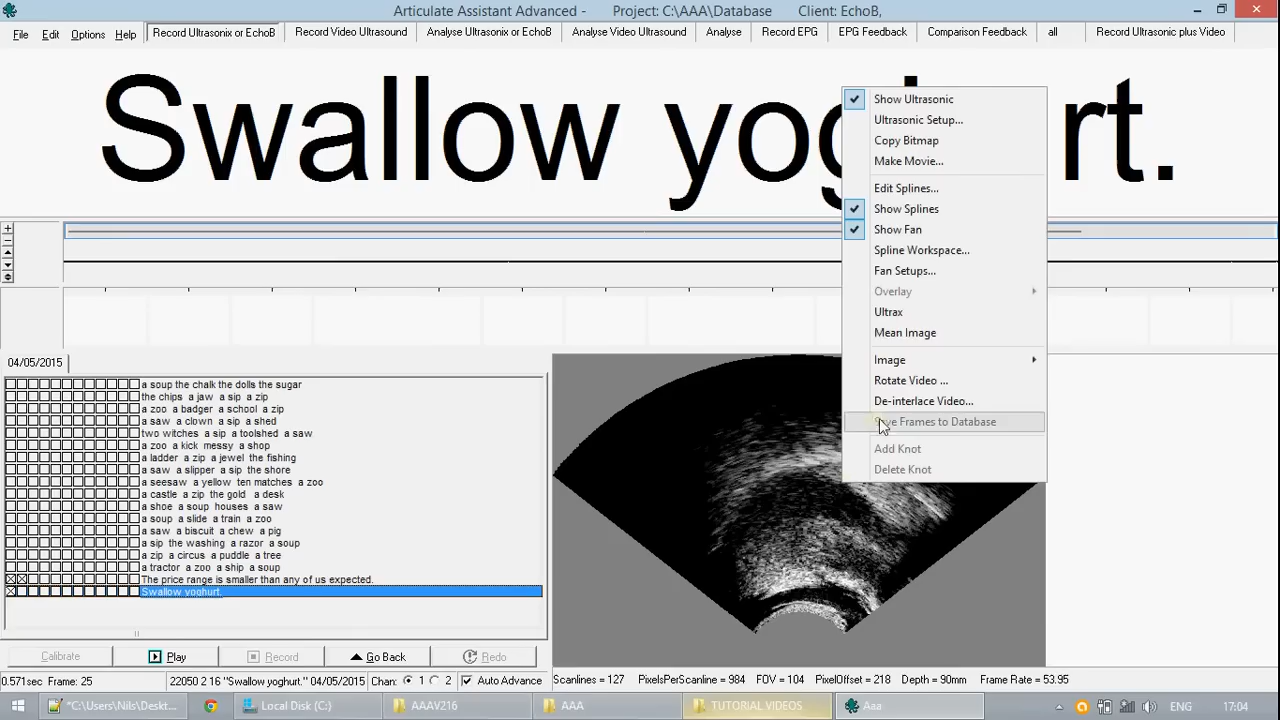 Articulate Assistant Advanced - Project: C:\AAA\Database Client: EchoB,
File Edit Options Help Record Ultrasonix or EchoB Record Video Ultrasound Analyse Ultrasonix or EchoB Analyse Video Ultrasound Analyse Record EPG EPG Feedback Comparison Feedback all Record Ultrasonic plus Video
Swallow yoghurt.
Show Ultrasonic
Ultrasonic Setup...
Copy Bitmap
Make Movie...
Edit Splines...
Show Splines
Show Fan
Spline Workspace...
Fan Setups...
Overlay
Ultrax
Mean Image
Image
Rotate Video ...
De-interlace Video...
Save Frames to Database
Add Knot
Delete Knot
04/05/2015
a soup the chalk the dolls the sugar
the chips a jaw a sip a zip
a zoo a badger a school a zip
a saw a clip a sip a shed
two witches a sip a toolshed a saw
a zoo a kick messy a shop
a ladder a zip a jewel the fishing
a saw a slipper a sip the shore
a seesaw a yellow ten matches a zoo
a castle a zip the gold a desk
a shoe a soup houses a saw
a soup a slide a train a zoo
a saw a biscuit a chew a pig
a sip the washing a razor a soup
a zip a circus a puddle a tree
a tractor a zoo a ship a soup
The price range is smaller than any of us expected.
Swallow yoghurt.
Calibrate Play Record Go Back Redo
0.571sec Frame: 25 22050 2 16 "Swallow yoghurt." 04/05/2015 Chan: 1 2 Auto Advance Scanlines = 127 PixelsPerScanline = 984 FOV = 104 PixelOffset = 218 Depth = 90mm Frame Rate = 53.95
*C:\Users\Nils\Deskt... Local Disk (C:) AAAV216 AAA TUTORIAL VIDEOS Aaa ENG 17:04